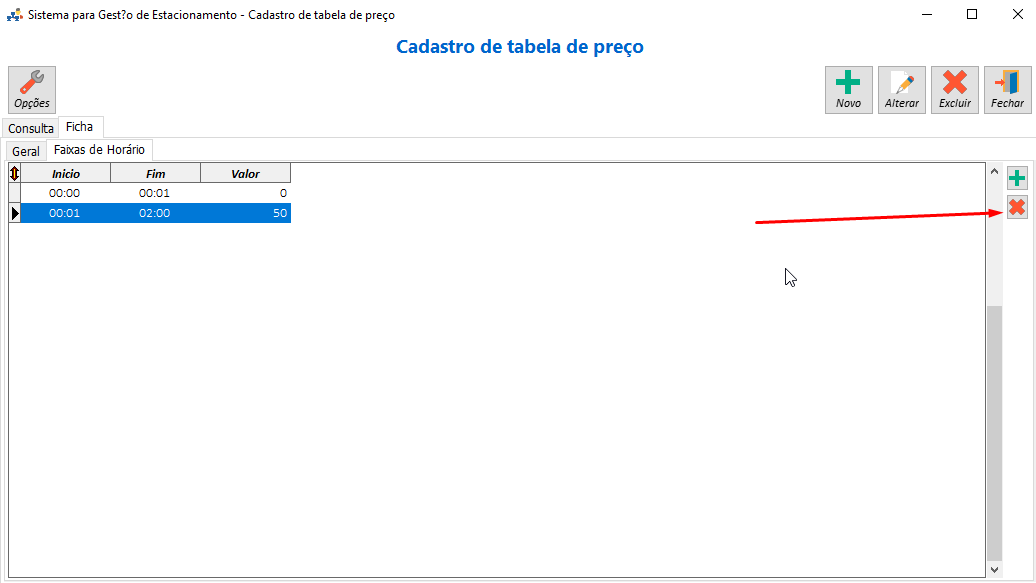 Sistema para Gest?o de Estacionamento - Cadastro de tabela de preço
Cadastro de tabela de preço
Opções
Novo Alterar Excluir Fechar
Consulta Ficha
Geral Faixas de Horário
Inicio Fim Valor
00:00 00:01 0
00:01 02:00 50